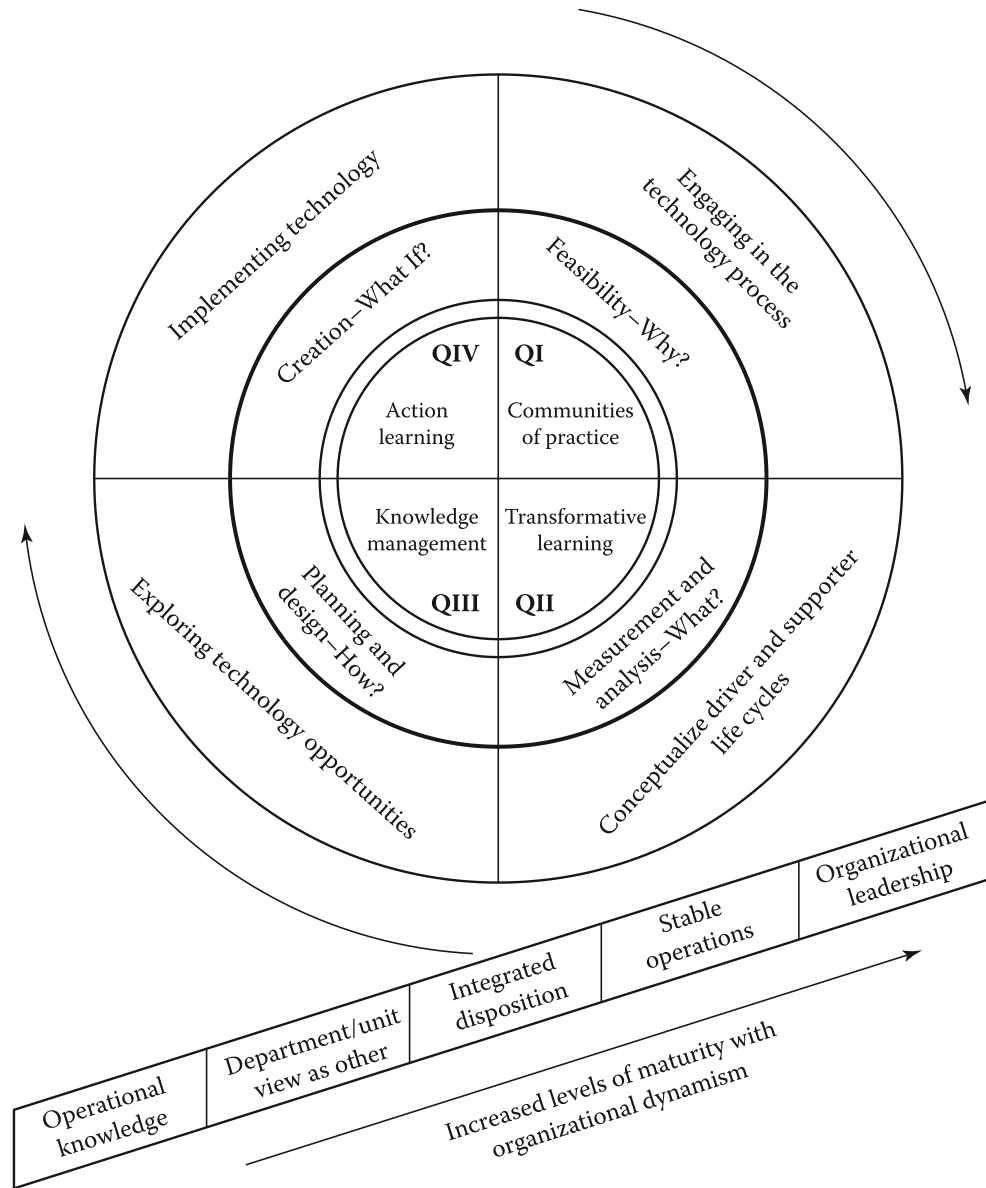 Implementing technology
Engaging in the
technology process
Creation–What If?
Feasibility–Why?
QIV
QI
Action
learning
Communities
of practice
Knowledge
management
Transformative
learning
QIII
QII
Planning and
design–How?
Measurement and
analysis–What?
Exploring technology opportunities
Conceptualize driver and supporter
life cycles
Operational
knowledge
Department/unit
view as other
Integrated
disposition
Stable
operations
Organizational
leadership
Increased levels of maturity with
organizational dynamism